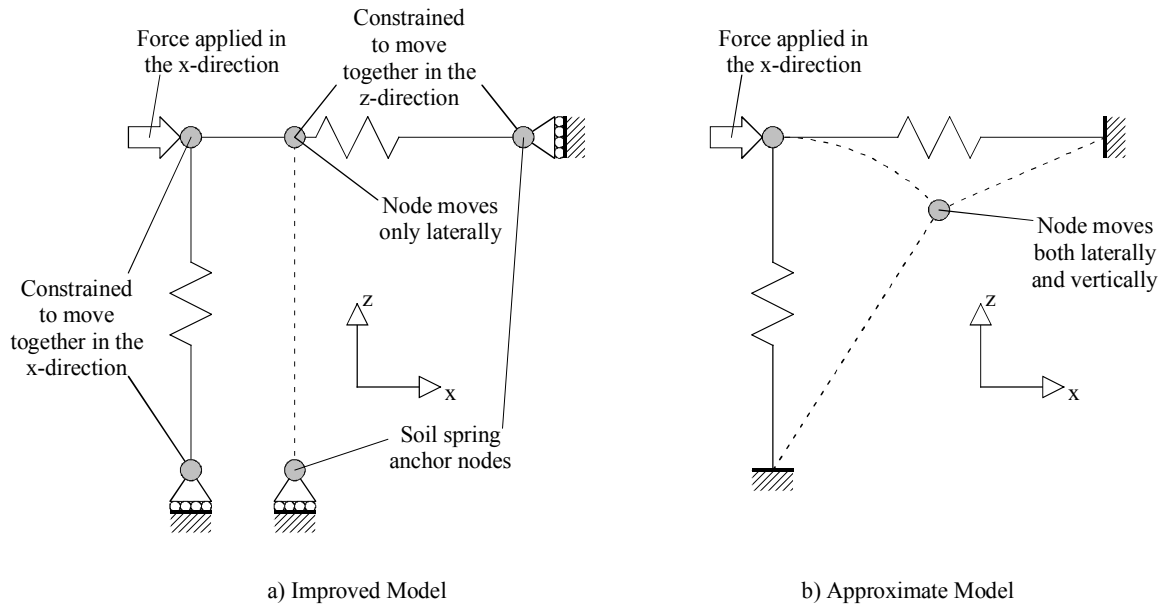 Force applied in
the x-direction
Constrained
to move
together in the
z-direction
Node moves
only laterally
Constrained
to move
together in the
x-direction
z
x
Soil spring
anchor nodes
a) Improved Model
Force applied in
the x-direction
Node moves
both laterally
and vertically
z
x
b) Approximate Model